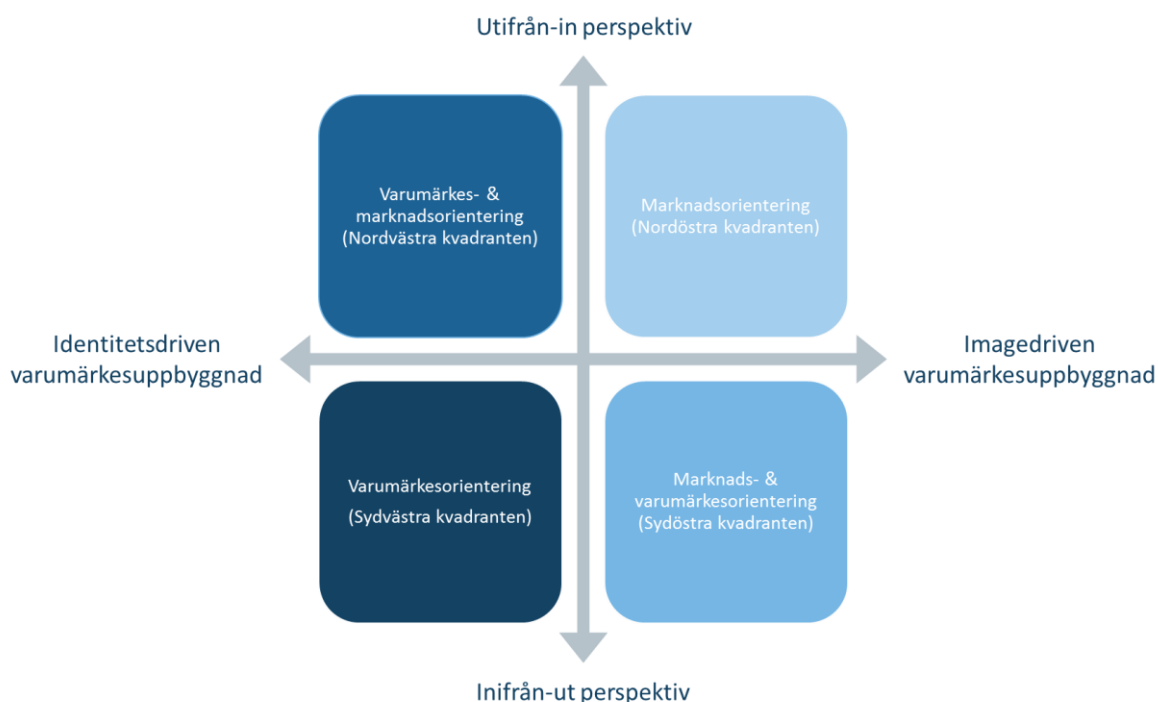 Utifrån-in perspektiv
Varumärkes- &
marknadsorientering
(Nordvästra kvadranten)
Marknadsorientering
(Nordöstra kvadranten)
Identitetsdriven
varumärkesuppbyggnad
Imagedriven
varumärkesuppbyggnad
Varumärkesorientering
(Sydvästra kvadranten)
Marknads- &
varumärkesorientering
(Sydöstra kvadranten)
Inifrån-ut perspektiv